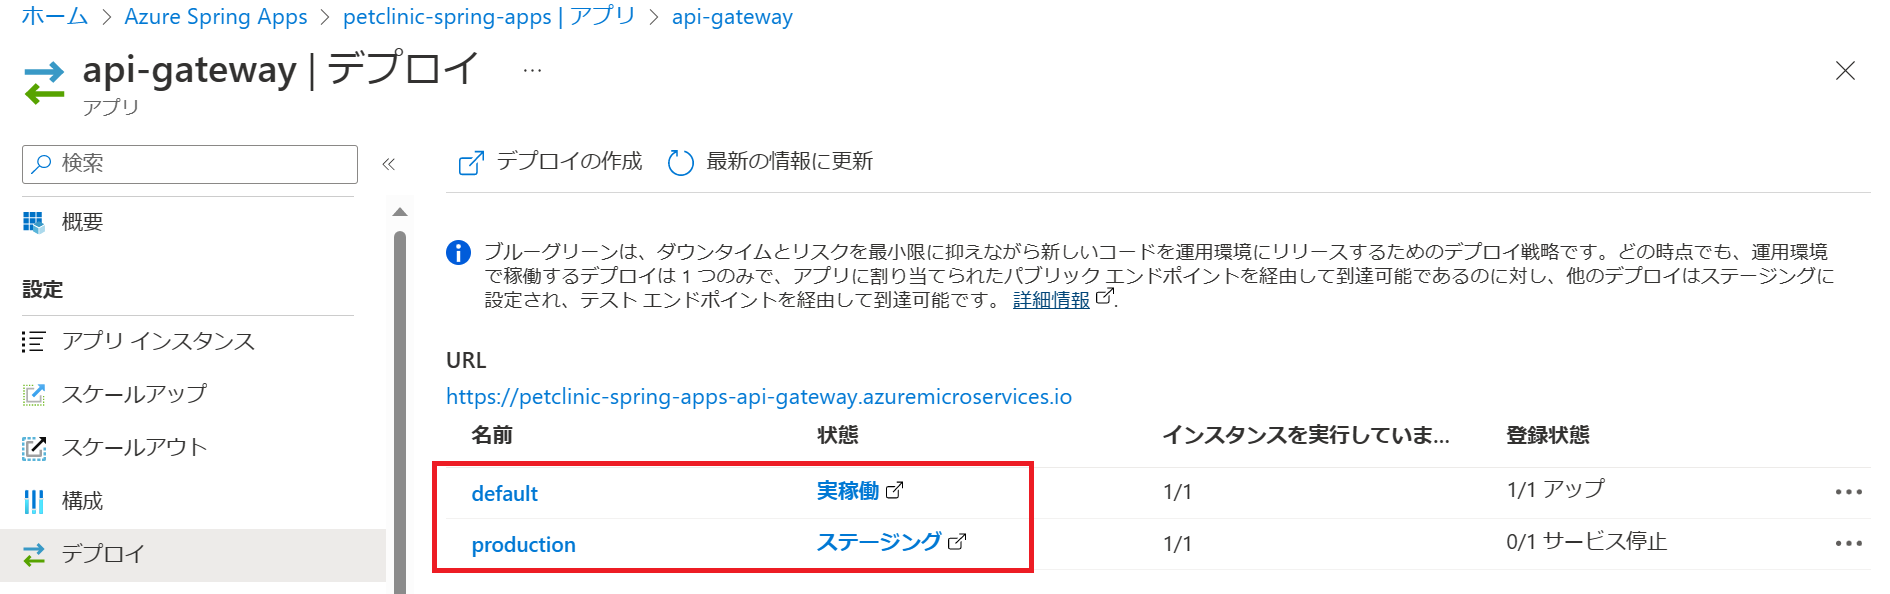 ホーム > Azure Spring Apps > petclinic-spring-apps | アプリ > api-gateway
api-gateway | デプロイ ...
アプリ
検索
概要
設定
アプリ インスタンス
スケールアップ
スケールアウト
構成
デプロイ
デプロイの作成 最新の情報に更新
ブルーグリーンは、ダウンタイムとリスクを最小限に抑えながら新しいコードを運用環境にリリースするためのデプロイ戦略です。どの時点でも、運用環境
で稼働するデプロイは 1 つのみで、アプリに割り当てられたパブリック エンドポイントを経由して到達可能であるのに対し、他のデプロイはステージングに
設定され、テスト エンドポイントを経由して到達可能です。 詳細情報.
URL
https://petclinic-spring-apps-api-gateway.azuremicroservices.io
名前 状態 インスタンスを実行していま... 登録状態
default 実稼働 1/1 1/1 アップ
production ステージング 1/1 0/1 サービス停止